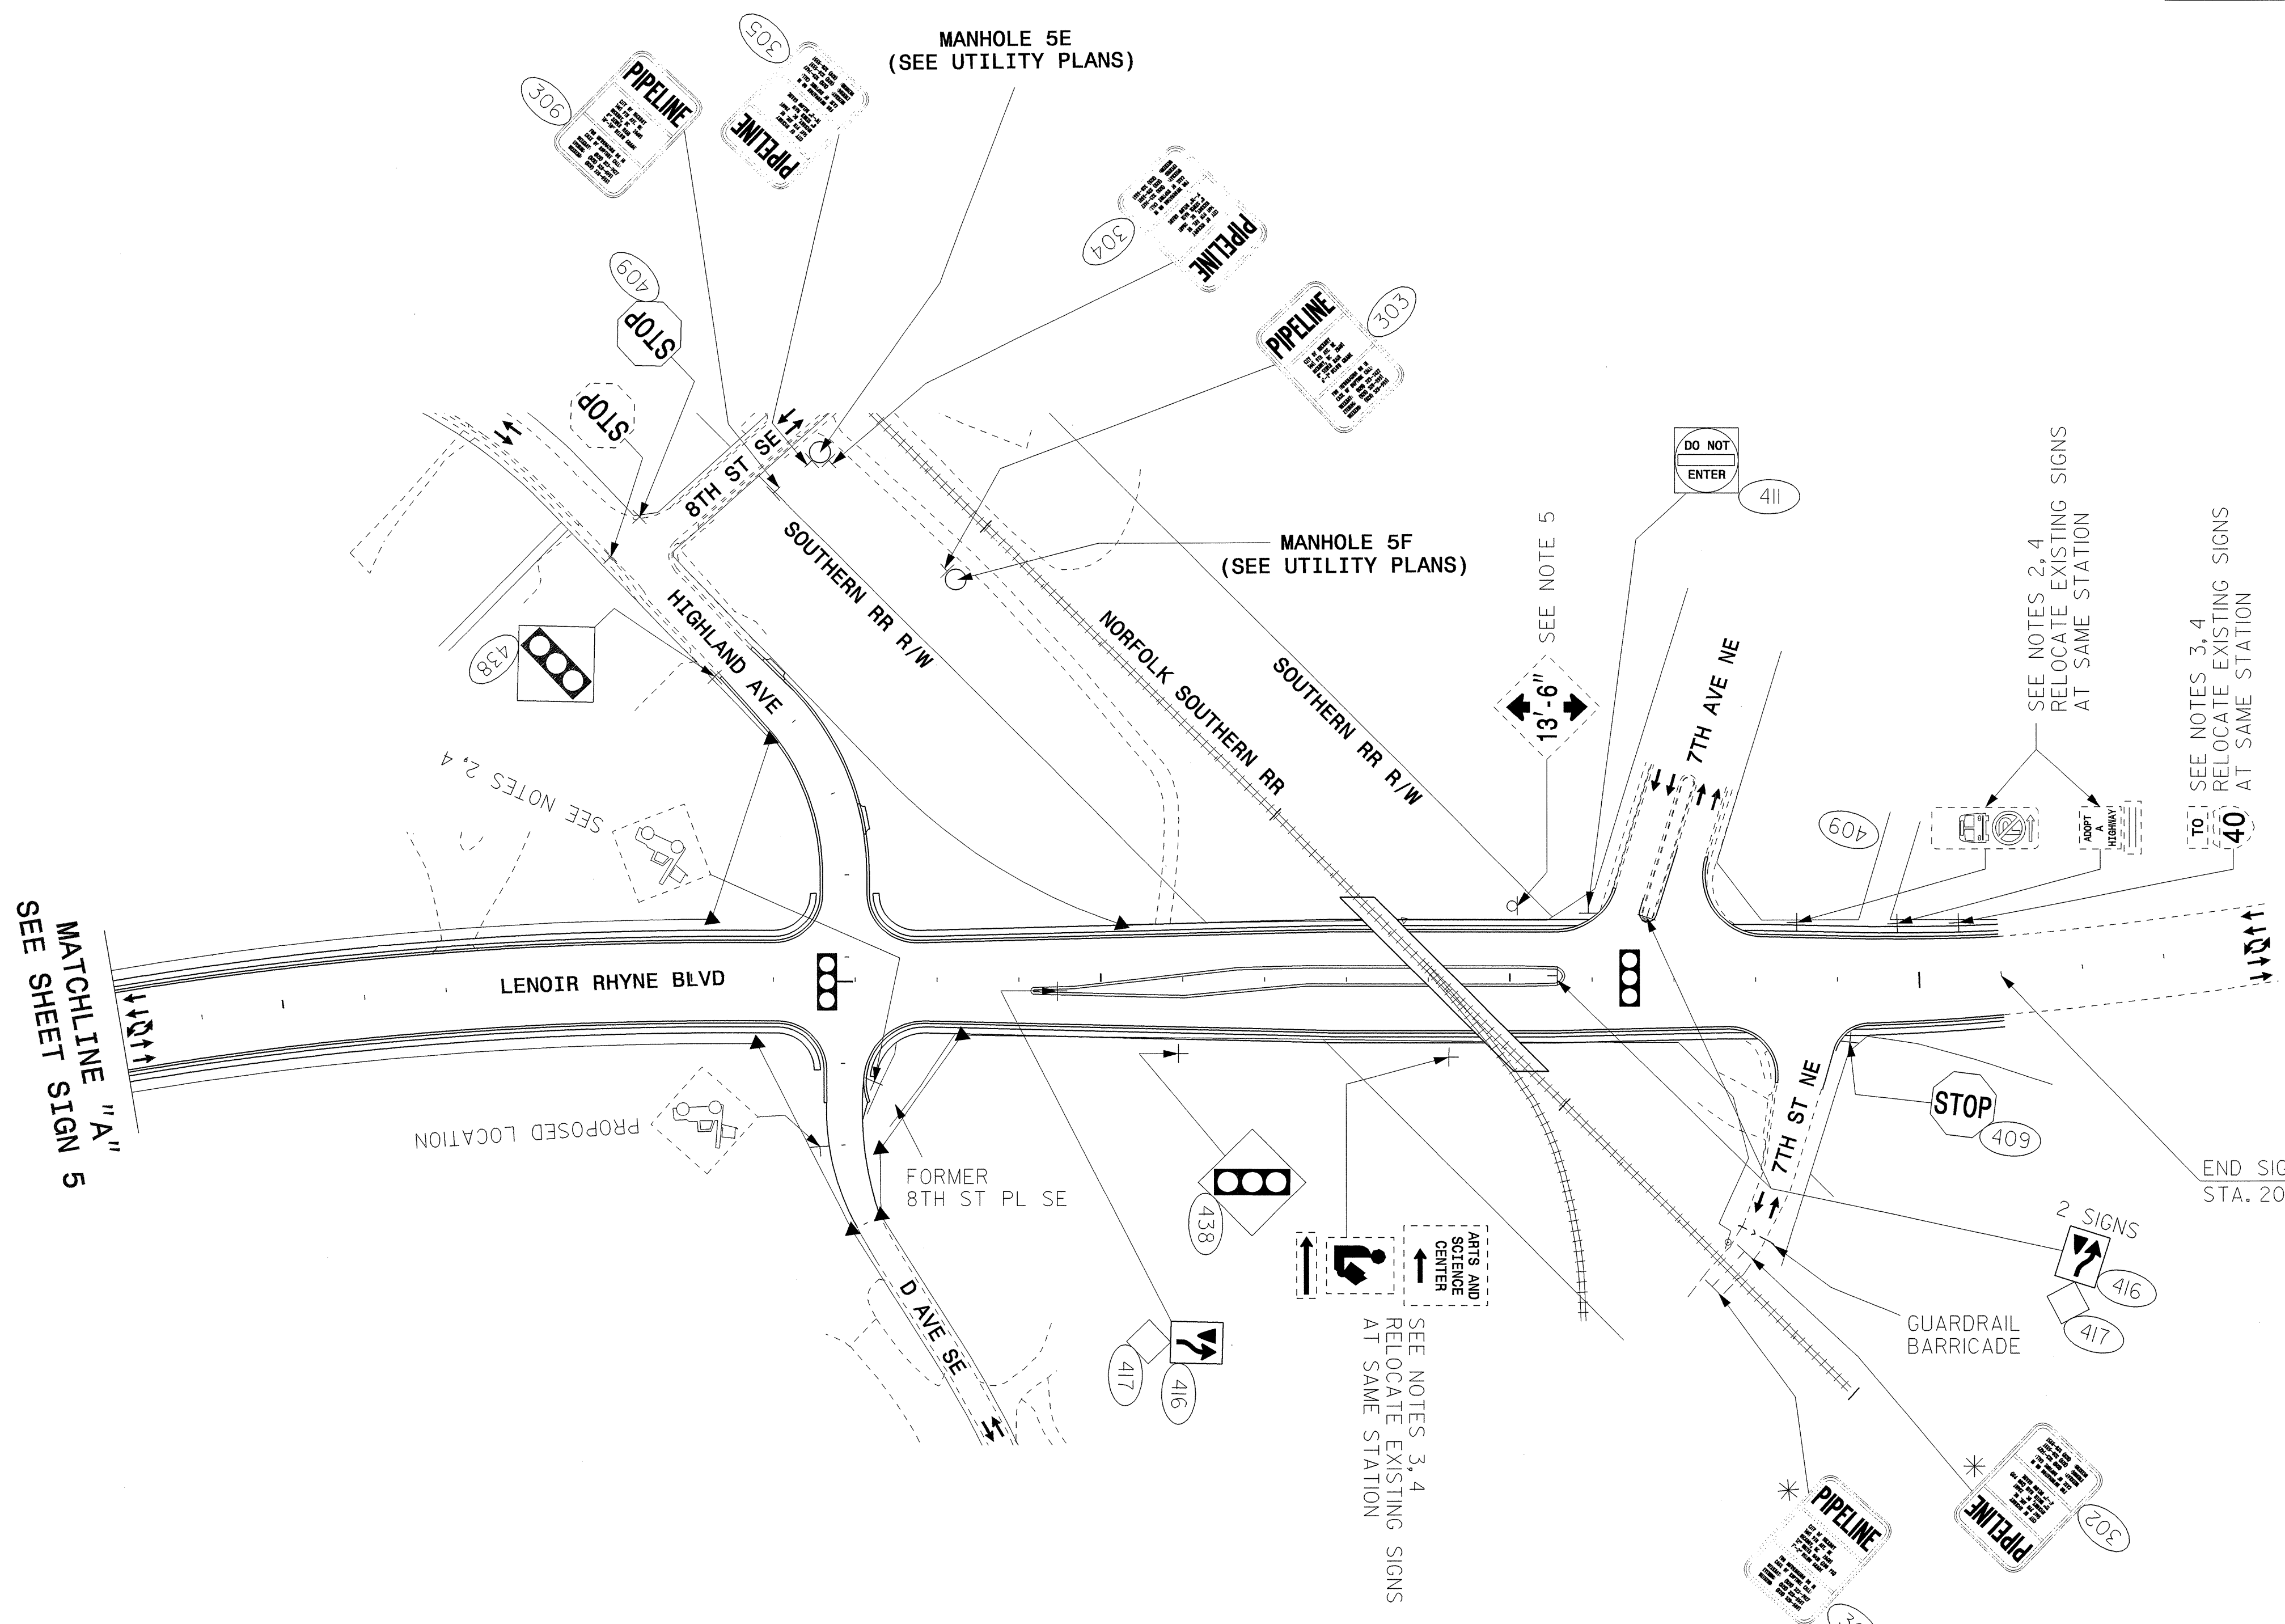 MANHOLE 5E
(SEE UTILITY PLANS)
305
306
PIPELINE
PIPELINE
304
PIPELINE
303
PIPELINE
409
STOP
STOP
8TH ST SE
MANHOLE 5F
(SEE UTILITY PLANS)
SOUTHERN RR R/W
NORFOLK SOUTHERN RR
SOUTHERN RR R/W
HIGHLAND AVE
438
SEE NOTES 2,4
DO NOT
ENTER
411
SEE NOTE 5
13'-6"
7TH AVE NE
SEE NOTES 2,4
RELOCATE EXISTING SIGNS
AT SAME STATION
SEE NOTES 3,4
RELOCATE EXISTING SIGNS
AT SAME STATION
409
ADOPT
A
HIGHWAY
TO
40
MATCHLINE "A"
SEE SHEET SIGN 5
LENOIR RHYNE BLVD
PROPOSED LOCATION
FORMER
8TH ST PL SE
D AVE SE
438
417
416
ARTS AND
SCIENCE
CENTER
SEE NOTES 3,4
RELOCATE EXISTING SIGNS
AT SAME STATION
7TH ST NE
STOP
409
END SIG
STA.20
2 SIGNS
416
417
GUARDRAIL
BARRICADE
PIPELINE
302
PIPELINE